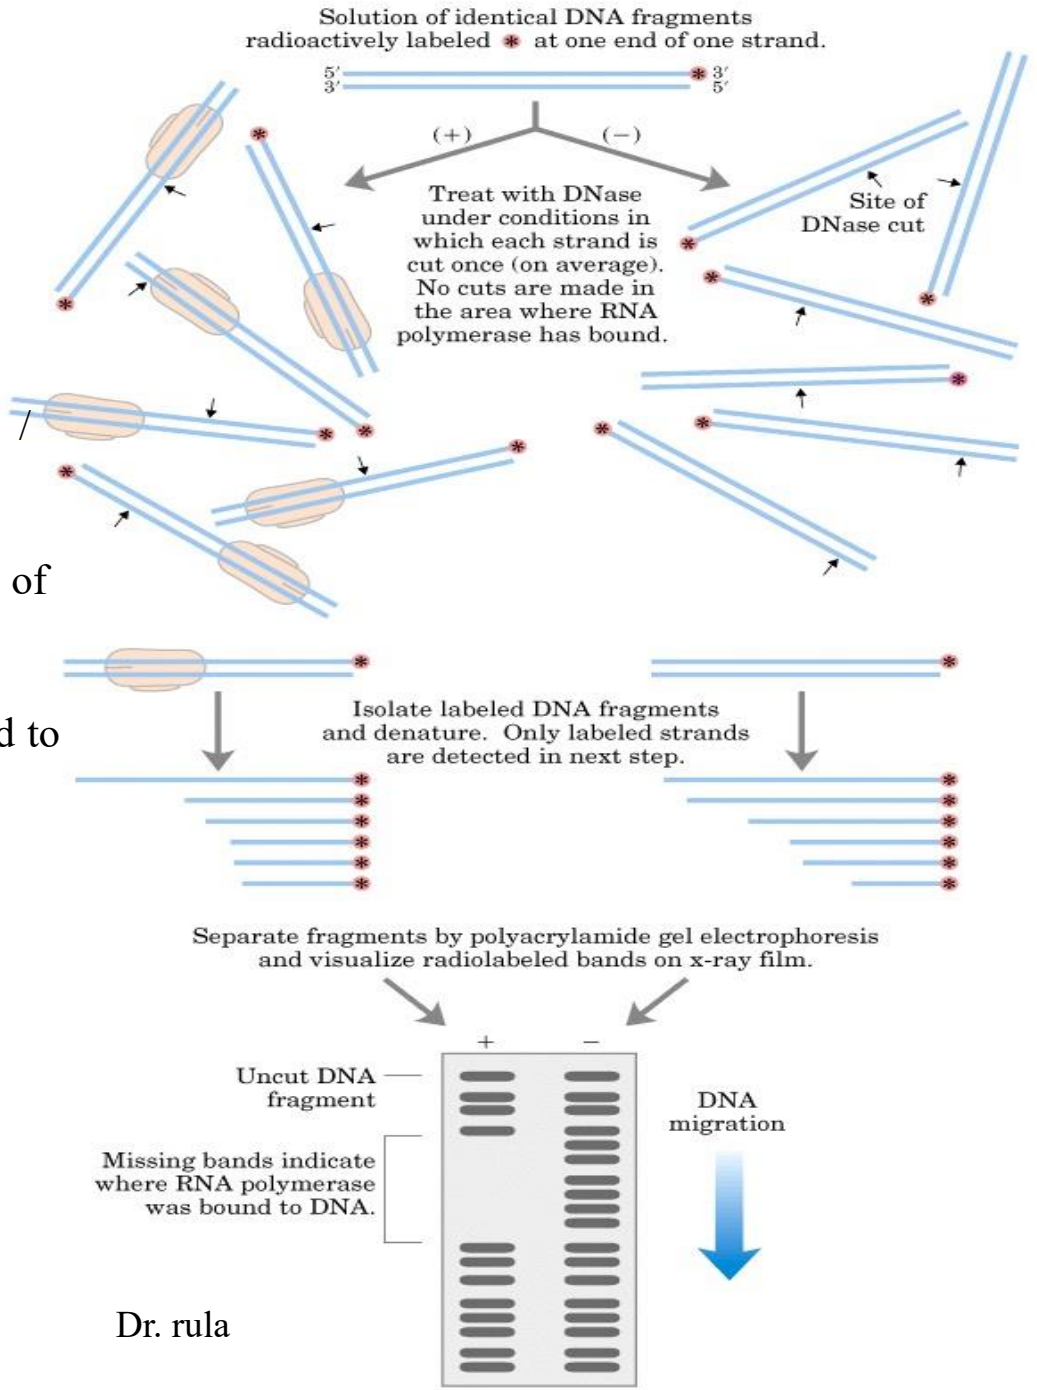 Solution of identical DNA fragments
radioactively labeled * at one end of one strand.
5′ * 3′
3′ 5′
(+) (−)
Treat with DNase
under conditions in
which each strand is
cut once (on average).
No cuts are made in
the area where RNA
polymerase has bound.
Site of
DNase cut
/
of
d to
Isolate labeled DNA fragments
and denature. Only labeled strands
are detected in next step.
Separate fragments by polyacrylamide gel electrophoresis
and visualize radiolabeled bands on x-ray film.
+ −
Uncut DNA
fragment
Missing bands indicate
where RNA polymerase
was bound to DNA.
DNA
migration
Dr. rula